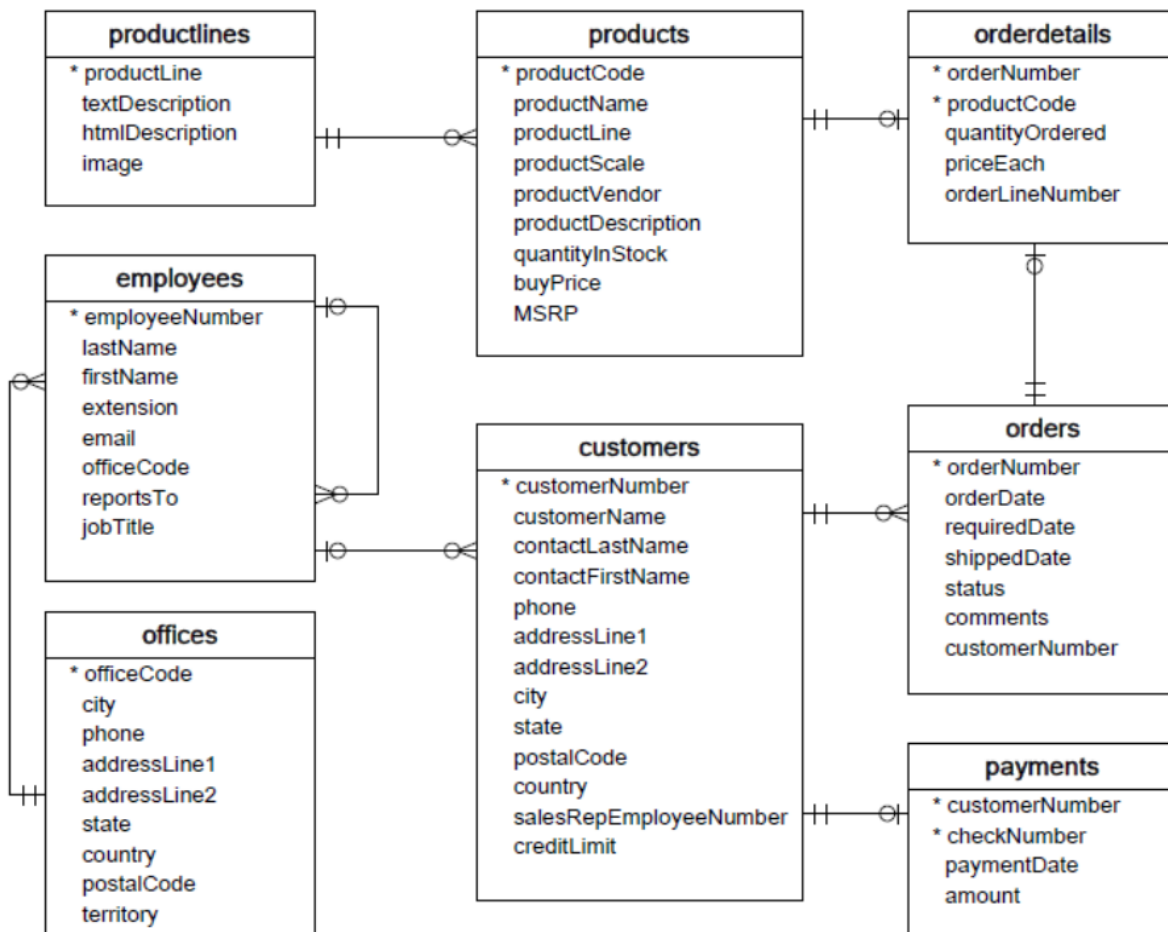 productlines
* productLine
textDescription
htmlDescription
image
products
* productCode
productName
productLine
productScale
productVendor
productDescription
quantityInStock
buyPrice
MSRP
orderdetails
* orderNumber
* productCode
quantityOrdered
priceEach
orderLineNumber
employees
* employeeNumber
lastName
firstName
extension
email
officeCode
reportsTo
jobTitle
customers
* customerNumber
customerName
contactLastName
contactFirstName
phone
addressLine1
addressLine2
city
state
postalCode
country
salesRepEmployeeNumber
creditLimit
orders
* orderNumber
orderDate
requiredDate
shippedDate
status
comments
customerNumber
offices
* officeCode
city
phone
addressLine1
addressLine2
state
country
postalCode
territory
payments
* customerNumber
* checkNumber
paymentDate
amount